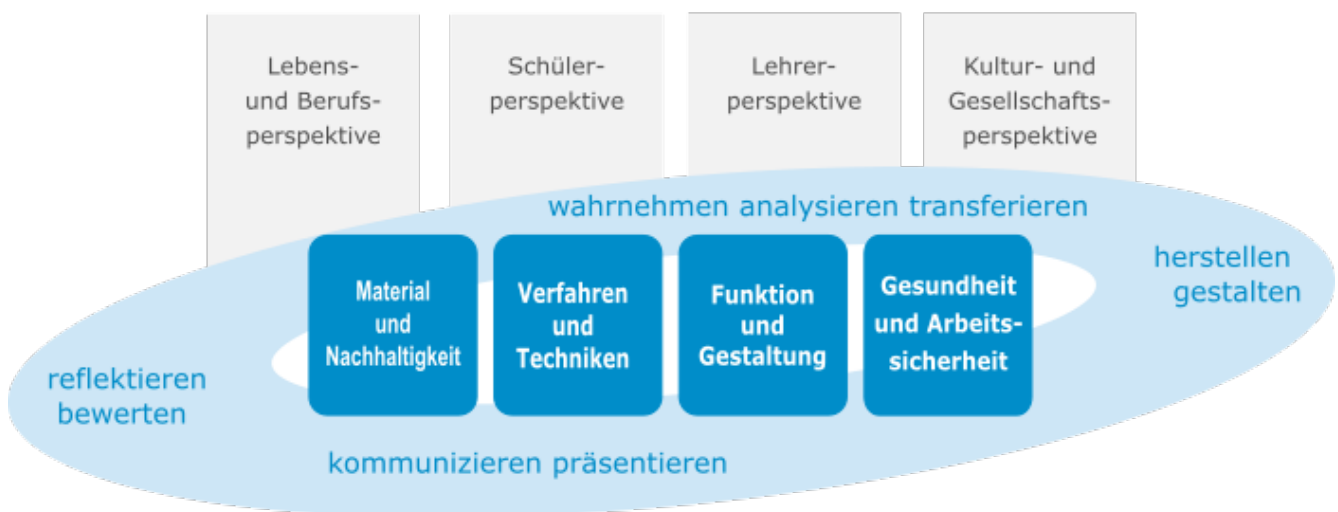 Lebens-
und Berufs-
perspektive
Schüler-
perspektive
Lehrer-
perspektive
Kultur- und
Gesellschafts-
perspektive
wahrnehmen analysieren transferieren
herstellen
gestalten
Material
und
Nachhaltigkeit
Verfahren
und
Techniken
Funktion
und
Gestaltung
Gesundheit
und Arbeits-
sicherheit
reflektieren
bewerten
kommunizieren präsentieren